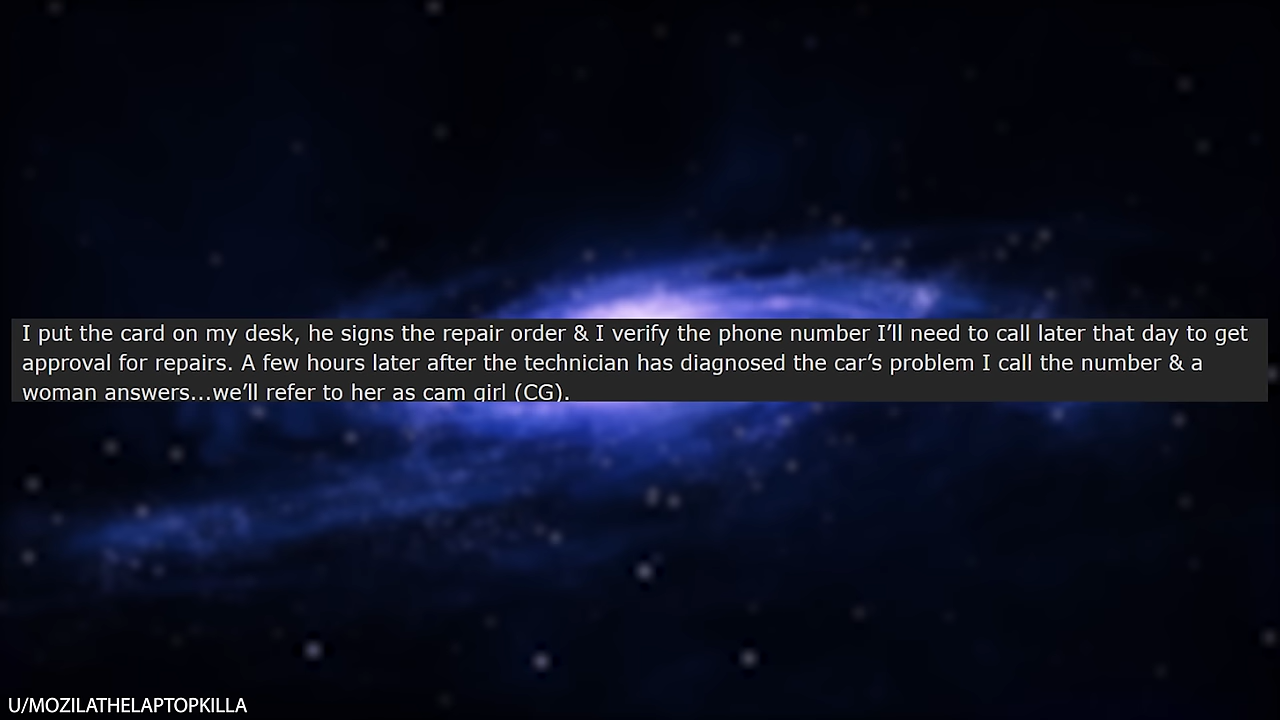 I put the card on my desk, he signs the repair order & I verify the phone number I’ll need to call later that day to get
approval for repairs. A few hours later after the technician has diagnosed the car’s problem I call the number & a
woman answers...we’ll refer to her as cam girl (CG).
U/MOZILATHELAPTOPKILLA